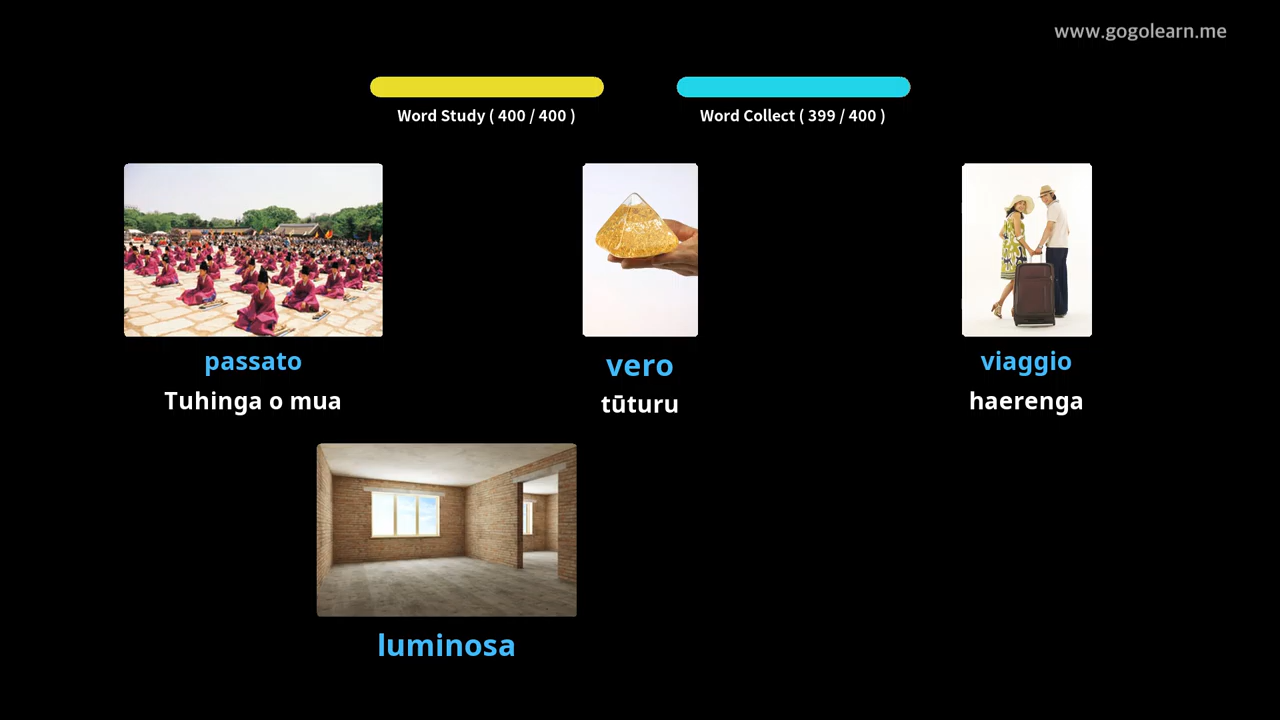 www.gogolearn.me
Word Study ( 400 / 400 )
Word Collect ( 399 / 400 )
passato
Tuhinga o mua
vero
tūturu
viaggio
haerenga
luminosa